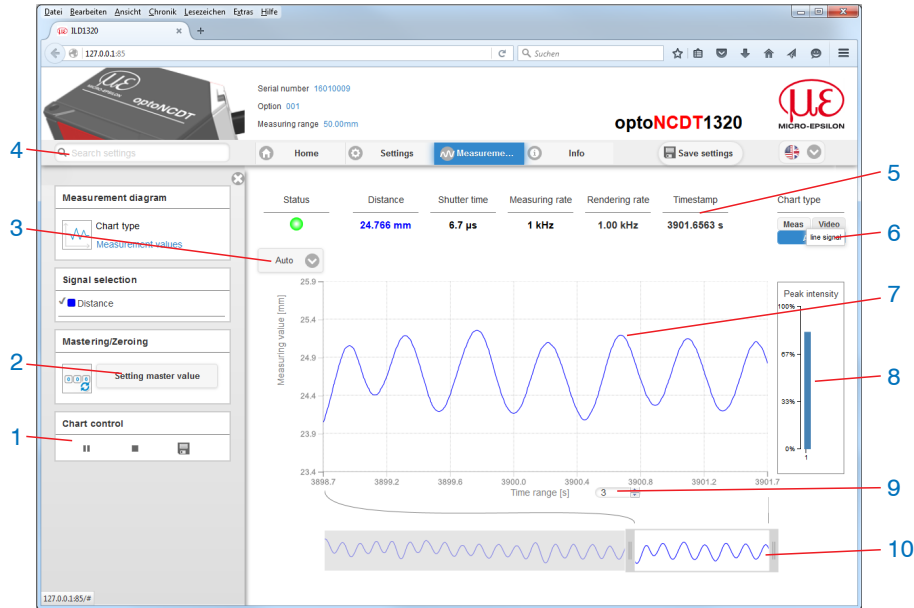 Datei Bearbeiten Ansicht Chronik Lesezeichen Extras Hilfe
ILD1320 × +
127.0.0.1:85
Suchen
με MICRO-EPSILON optoNCDT
Serial number 16010009
Option 001
Measuring range 50.00mm
optoNCDT1320
με
MICRO-EPSILON
4
Search settings
Home
Settings
Measureme...
Info
Save settings
Measurement diagram
Chart type
Measurement values
Signal selection
Distance
Mastering/Zeroing
000
Setting master value
Chart control
3
2
1
Status Distance Shutter time Measuring rate Rendering rate Timestamp Chart type
24.766 mm 6.7 µs 1 kHz 1.00 kHz 3901.6563 s Meas Video
line signal
Auto
5
6
7
8
9
10
Measuring value [mm]
25.9
25.4
24.9
24.4
23.9
23.4
3898.7 3899.2 3899.6 3900.0 3900.4 3900.8 3901.2 3901.7
Time range [s] 3
Peak intensity
100%
67%
33%
0%
1
127.0.0.1:85/#